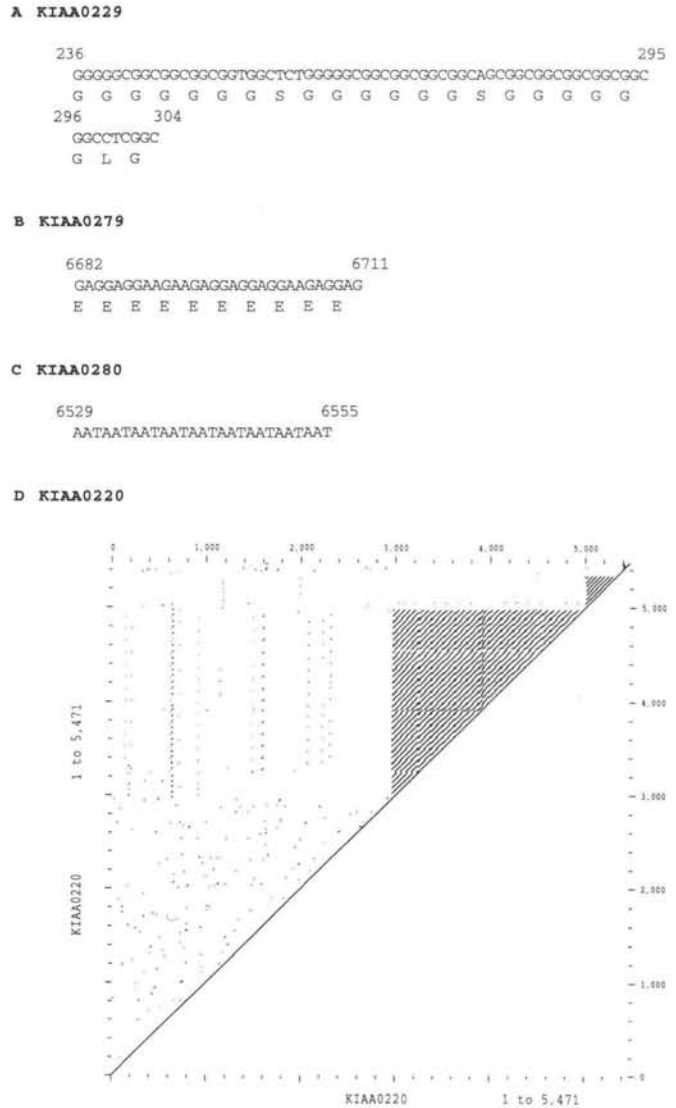 A KIAA0229
236 295
GGGGGCGGCGGCGGCGGTGGCTCTGGGGGCGGCGGCGGCGGCAGCGGCGGCGGCGGCGGC
G G G G G G G S G G G G G G S G G G G G
296 304
GGCCTCGGC
G L G
B KIAA0279
6682 6711
GAGGAGGAAGAAGAGGAGGAGGAAGAGGAG
E E E E E E E E E E
C KIAA0280
6529 6555
AATAATAATAATAATAATAATAATAAT
D KIAA0220
0 1,000 2,000 3,000 4,000 5,000
5,000
4,000
3,000
2,000
1,000
0
KIAA0220 1 to 5,471
KIAA0220 1 to 5,471